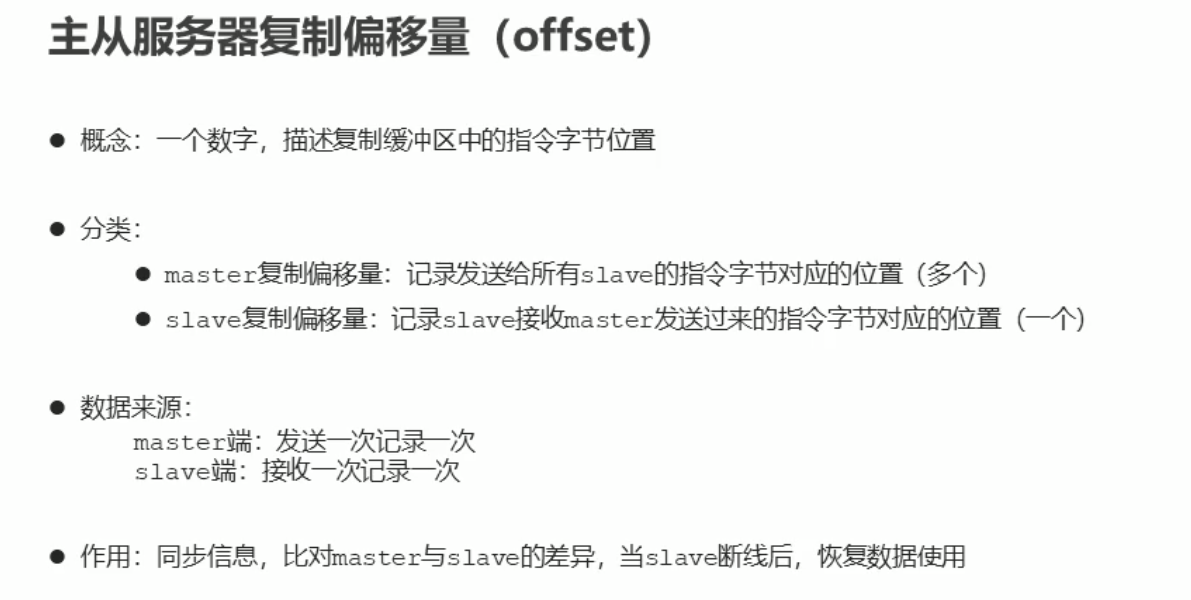 主从服务器复制偏移量（offset）
● 概念：一个数字，描述复制缓冲区中的指令字节位置
● 分类：
● master复制偏移量：记录发送给所有slave的指令字节对应的位置（多个）
● slave复制偏移量：记录slave接收master发送过来的指令字节对应的位置（一个）
● 数据来源：
master端：发送一次记录一次
slave端：接收一次记录一次
● 作用：同步信息，比对master与slave的差异，当slave断线后，恢复数据使用